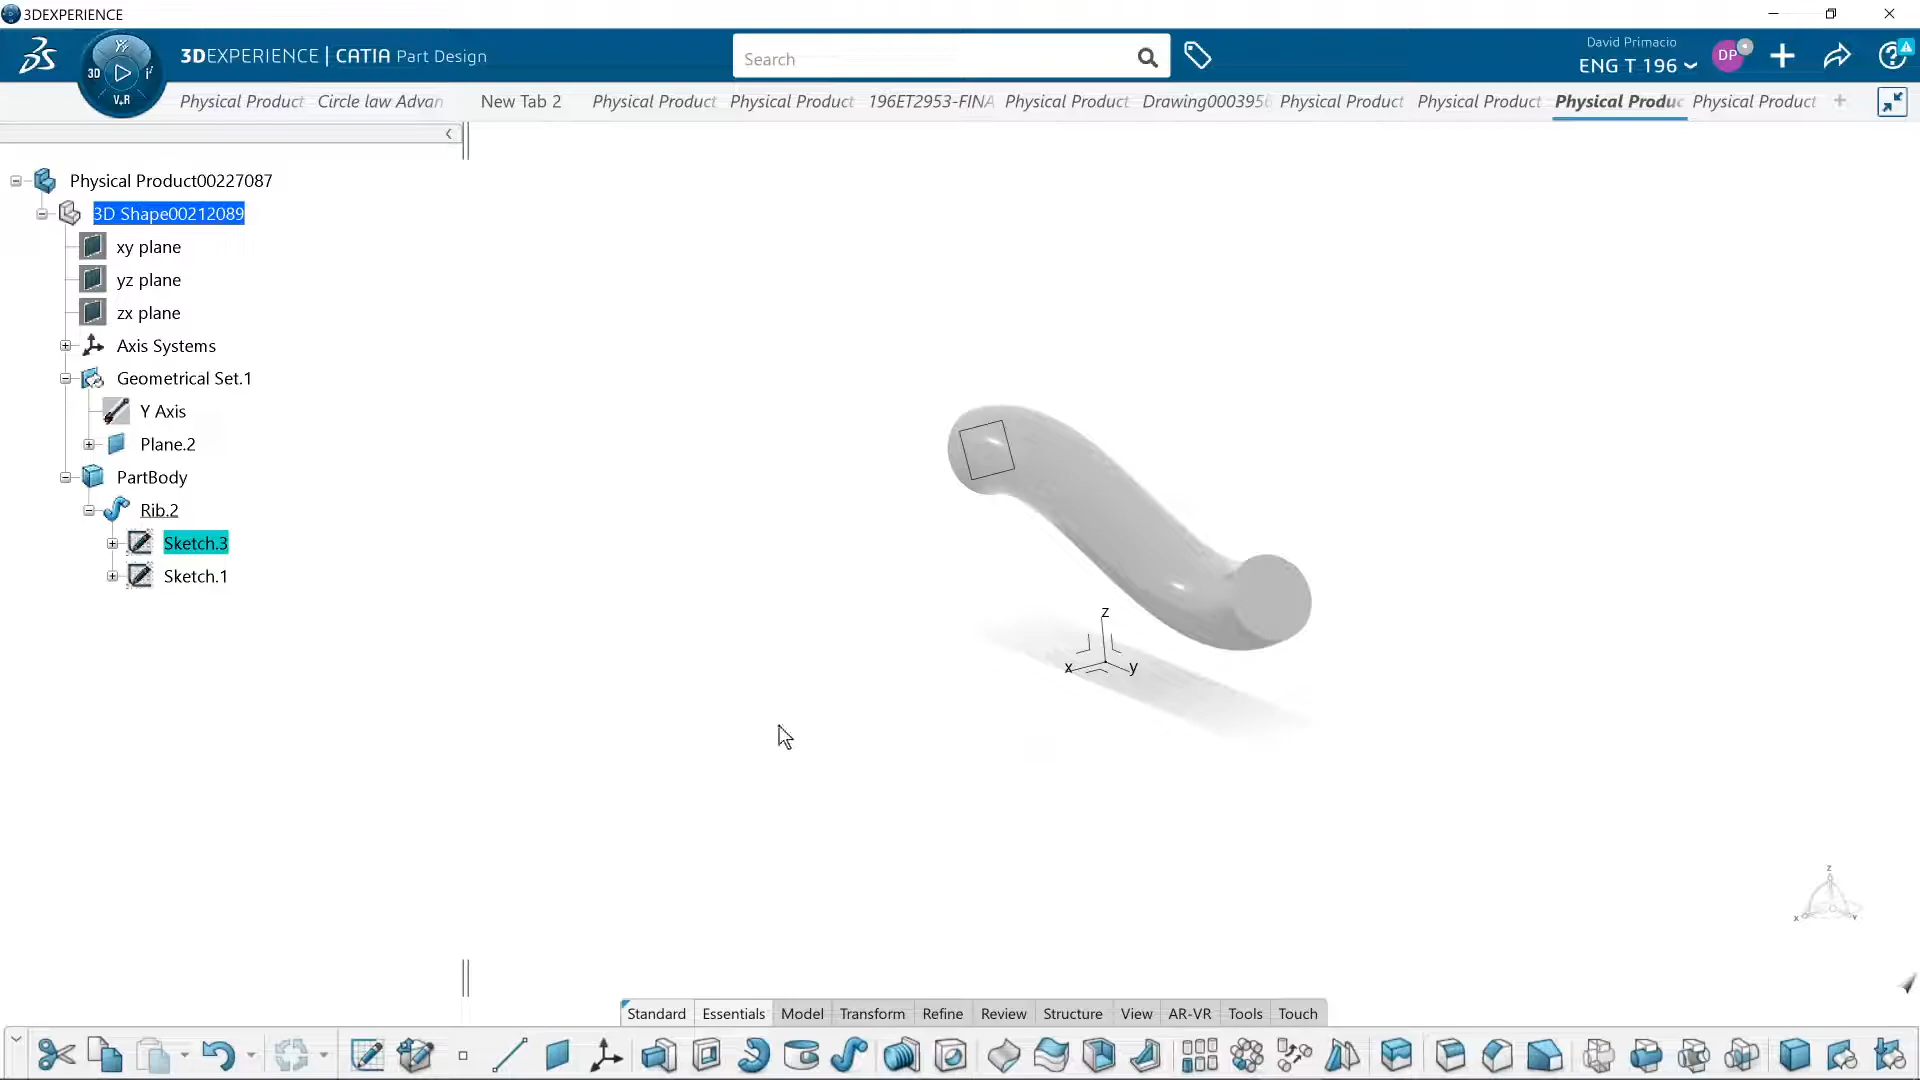 3DEXPERIENCE
3DEXPERIENCE | CATIA Part Design
3D
V.R
Search
David Primacio
ENG T 196
DP
Physical Product
Circle law Advan
New Tab 2
Physical Product
Physical Product
196ET2953-FINA
Physical Product
Drawing0003956
Physical Product
Physical Product
Physical Produc
Physical Product
Physical Product00227087
3D Shape00212089
xy plane
yz plane
zx plane
Axis Systems
Geometrical Set.1
Y Axis
Plane.2
PartBody
Rib.2
Sketch.3
Sketch.1
z
x
y
z
x
Y
Standard
Essentials
Model
Transform
Refine
Review
Structure
View
AR-VR
Tools
Touch